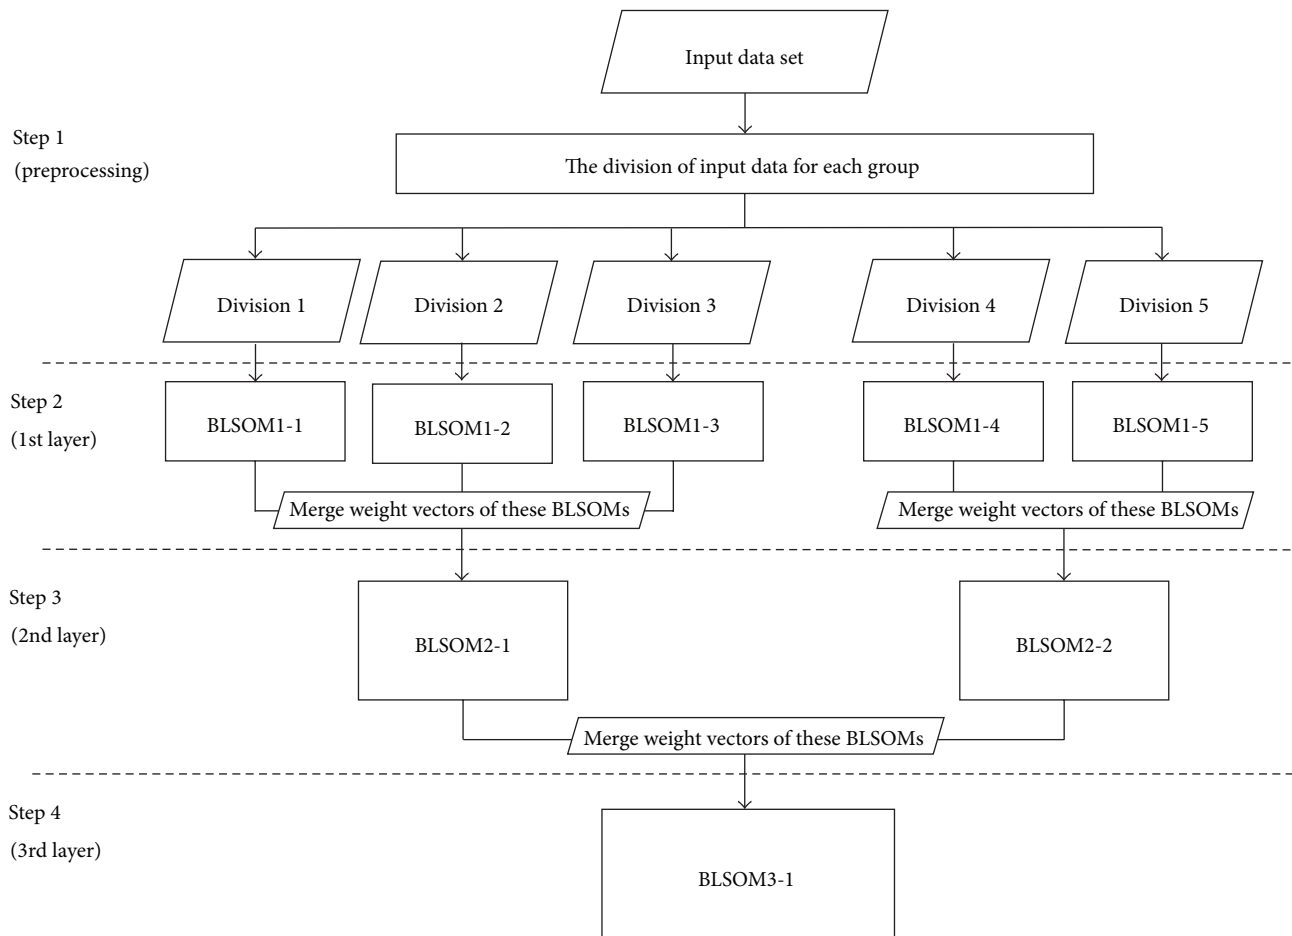 Input data set
Step 1
(preprocessing)
The division of input data for each group
Division 1
Division 2
Division 3
Division 4
Division 5
Step 2
(1st layer)
BLSOM1-1
BLSOM1-2
BLSOM1-3
BLSOM1-4
BLSOM1-5
Merge weight vectors of these BLSOMs
Merge weight vectors of these BLSOMs
Step 3
(2nd layer)
BLSOM2-1
BLSOM2-2
Merge weight vectors of these BLSOMs
Step 4
(3rd layer)
BLSOM3-1